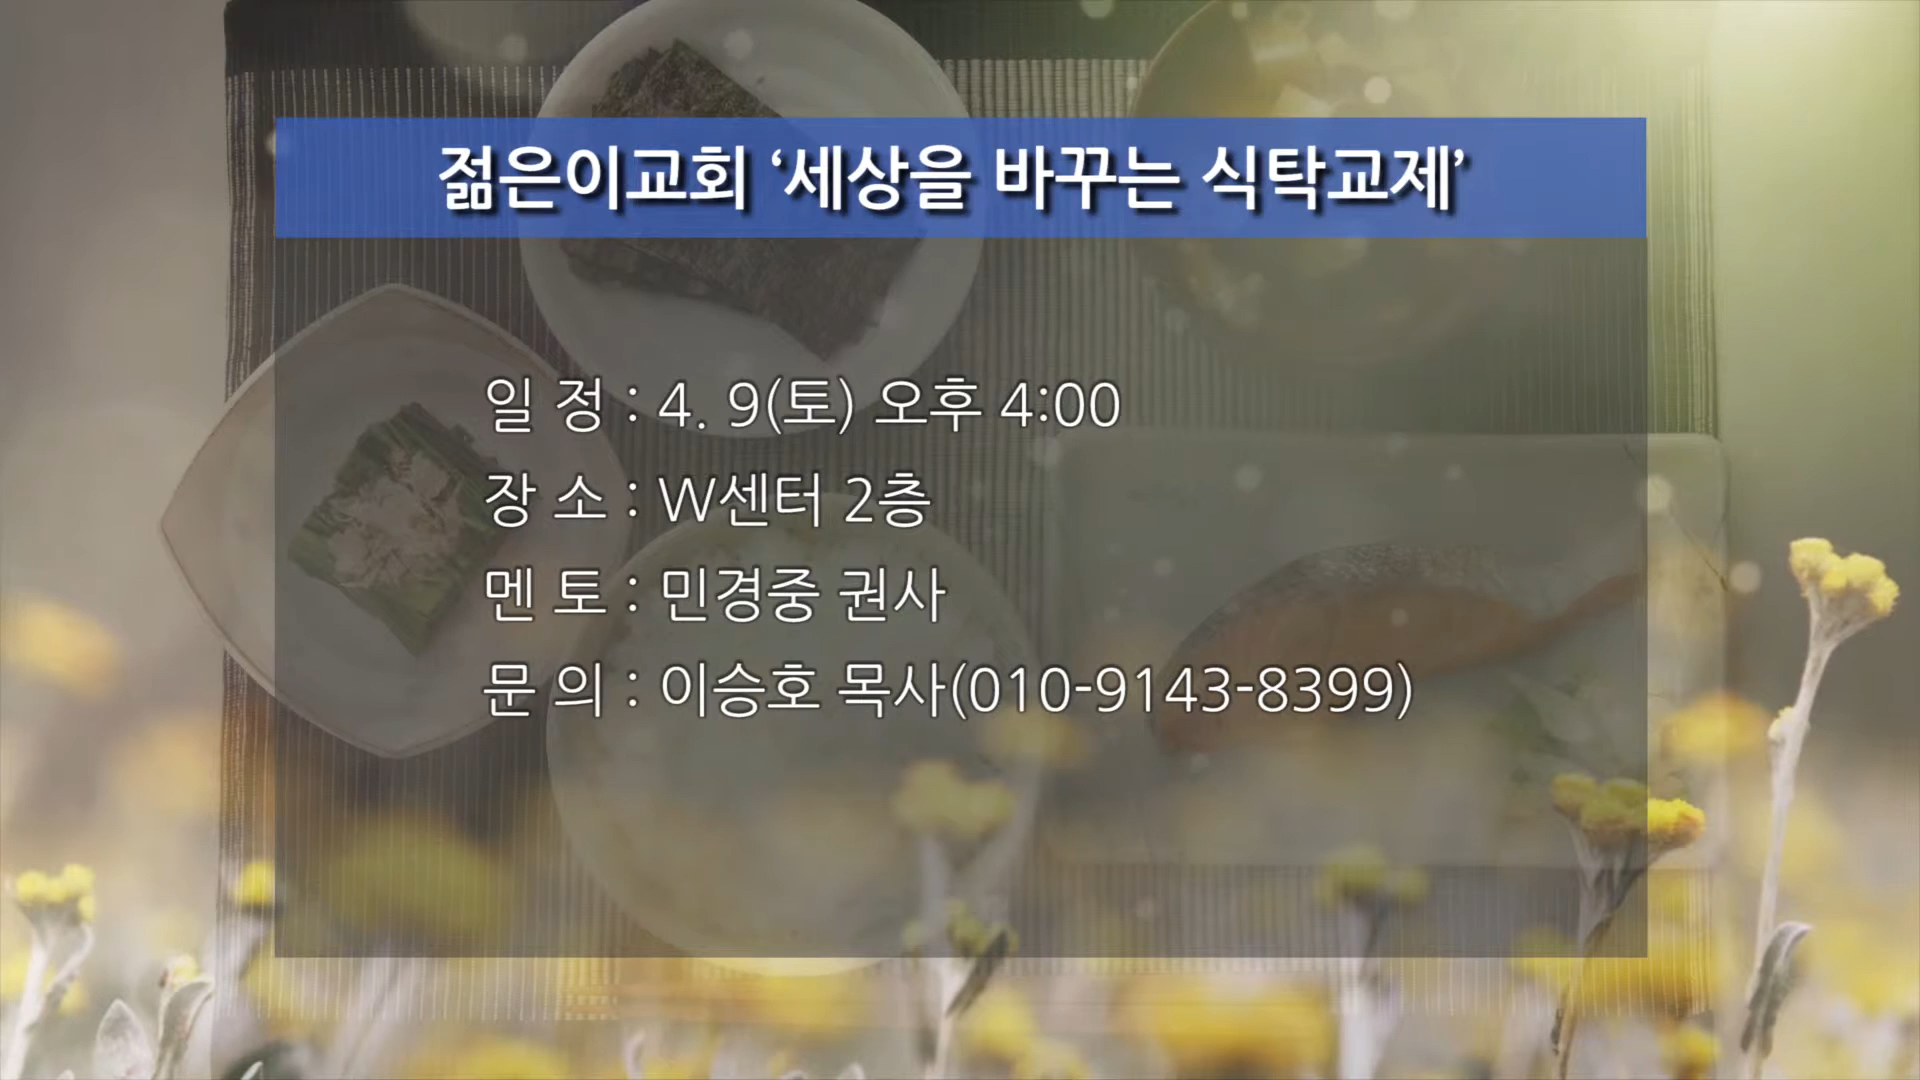 젊은이교회 ‘세상을 바꾸는 식탁교제’
일 정 : 4. 9(토) 오후 4:00
장 소 : W센터 2층
멘 토 : 민경중 권사
문 의 : 이승호 목사(010-9143-8399)